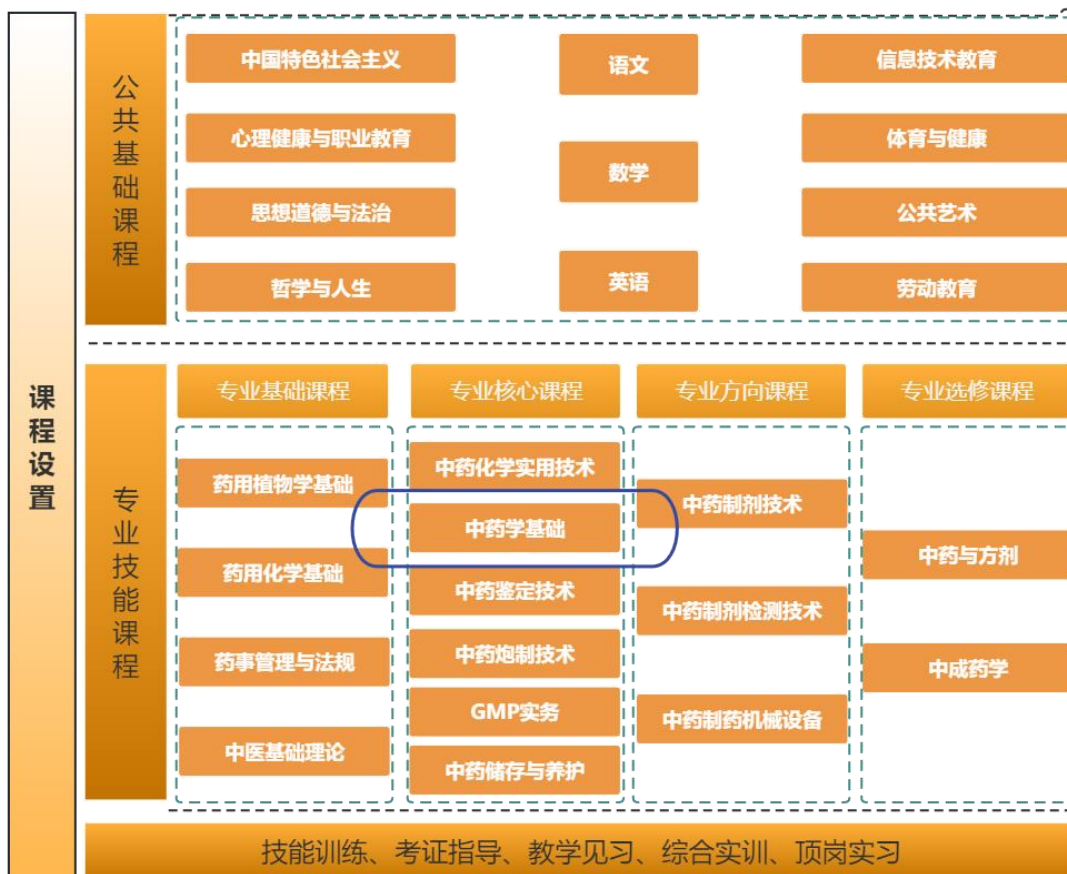 课程设置
公共基础课程
中国特色社会主义
语文
信息技术教育
心理健康与职业教育
数学
体育与健康
思想道德与法治
公共艺术
哲学与人生
英语
劳动教育
专业技能课程
专业基础课程
专业核心课程
专业方向课程
专业选修课程
药用植物学基础
药用化学基础
药事管理与法规
中医基础理论
中药化学实用技术
中药学基础
中药鉴定技术
中药炮制技术
GMP实务
中药储存与养护
中药制剂技术
中药制剂检测技术
中药制药机械设备
中药与方剂
中成药学
技能训练、考证指导、教学见习、综合实训、顶岗实习